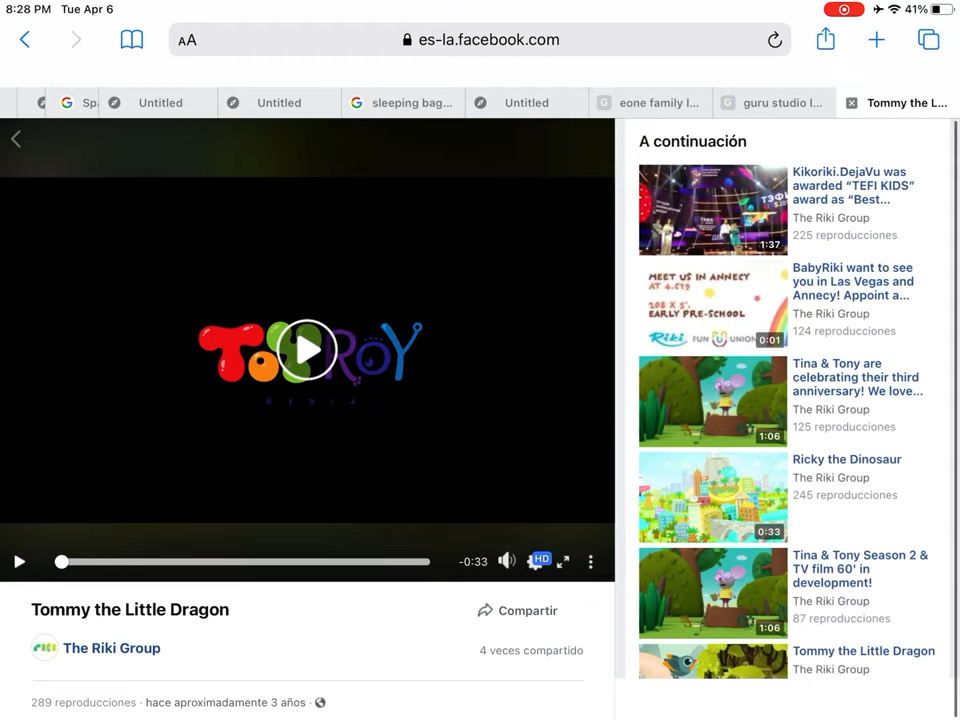 8:28 PM Tue Apr 6
41%
AA
es-la.facebook.com
Spa
Untitled
Untitled
sleeping bag...
Untitled
eone family l...
guru studio l...
Tommy the L...
HD
-0:33
Tommy the Little Dragon
Compartir
The Riki Group
4 veces compartido
289 reproducciones · hace aproximadamente 3 años ·
A continuación
Kikoriki.DejaVu was
awarded “TEFI KIDS”
award as “Best...
The Riki Group
225 reproducciones
1:37
MEET US IN ANNECY
EARLY PRE-SCHOOL
Riki FUN UNION
0:01
BabyRiki want to see
you in Las Vegas and
Annecy! Appoint a...
The Riki Group
124 reproducciones
Tina & Tony are
celebrating their third
anniversary! We love...
The Riki Group
125 reproducciones
1:06
Ricky the Dinosaur
The Riki Group
245 reproducciones
0:33
Tina & Tony Season 2 &
TV film 60' in
development!
The Riki Group
87 reproducciones
1:06
Tommy the Little Dragon
The Riki Group